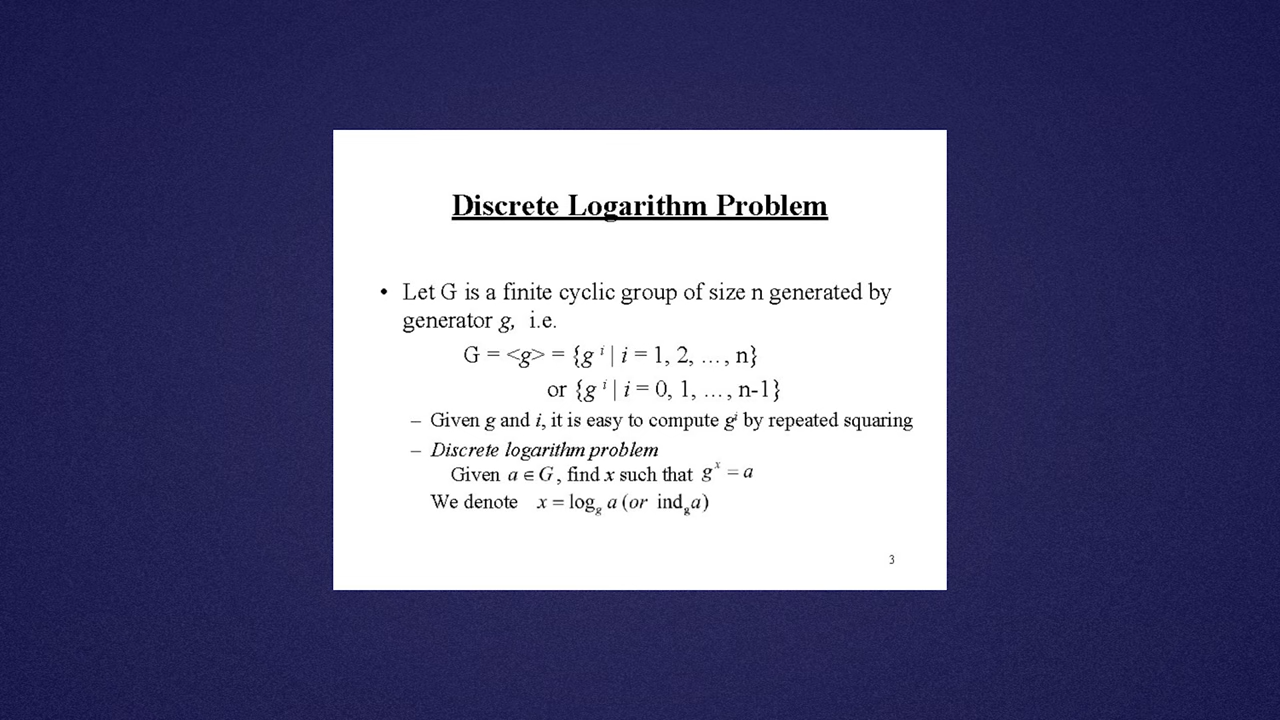 Discrete Logarithm Problem
• Let G is a finite cyclic group of size n generated by
generator g, i.e.
G = <g> = {g ⁱ | i = 1, 2, …, n}
or {g ⁱ | i = 0, 1, …, n-1}
– Given g and i, it is easy to compute gⁱ by repeated squaring
– Discrete logarithm problem
Given a ∈ G, find x such that gˣ = a
We denote x = log_g a (or ind_g a)
3